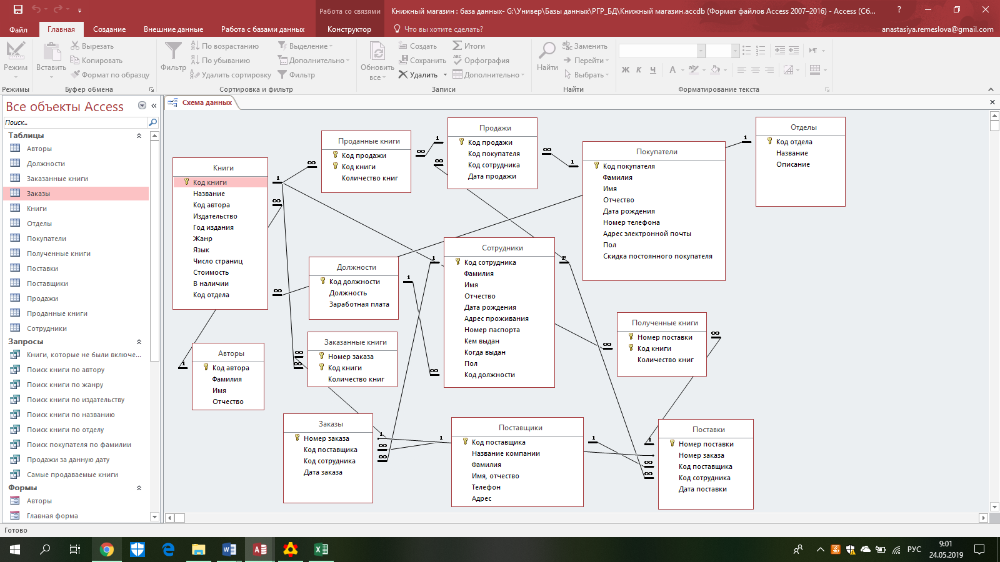 Работа со связями
Книжный магазин : база данных- G:\Универ\Базы данных\РГР_БД\Книжный магазин.accdb (Формат файлов Access 2007–2016) - Access (Сб...
?
Файл
Главная
Создание
Внешние данные
Работа с базами данных
Конструктор
Что вы хотите сделать?
anastasiya.remeslova@gmail.com
Режим
Режимы
Вставить
Вырезать
Копировать
Формат по образцу
Буфер обмена
Фильтр
По возрастанию
По убыванию
Удалить сортировку
Выделение
Дополнительно
Фильтр
Сортировка и фильтр
Обновить
все
Создать
Сохранить
Удалить
Итоги
Орфография
Дополнительно
Записи
Найти
Заменить
Перейти
Выбрать
Найти
Ж К Ч
А
Форматирование текста
Все объекты Access
Поиск...
Таблицы
Авторы
Должности
Заказанные книги
Заказы
Книги
Отделы
Покупатели
Полученные книги
Поставки
Поставщики
Продажи
Проданные книги
Сотрудники
Запросы
Книги, которые не были включе...
Поиск книги по автору
Поиск книги по жанру
Поиск книги по издательству
Поиск книги по названию
Поиск книги по отделу
Поиск покупателя по фамилии
Продажи за данную дату
Самые продаваемые книги
Формы
Авторы
Главная форма
Схема данных
Книги
Код книги
Название
Код автора
Издательство
Год издания
Жанр
Язык
Число страниц
Стоимость
В наличии
Код отдела
Проданные книги
Код продажи
Код книги
Количество книг
Продажи
Код продажи
Код покупателя
Код сотрудника
Дата продажи
Покупатели
Код покупателя
Фамилия
Имя
Отчество
Дата рождения
Номер телефона
Адрес электронной почты
Пол
Скидка постоянного покупателя
Отделы
Код отдела
Название
Описание
Должности
Код должности
Должность
Заработная плата
Сотрудники
Код сотрудника
Фамилия
Имя
Отчество
Дата рождения
Адрес проживания
Номер паспорта
Кем выдан
Когда выдан
Пол
Код должности
Авторы
Код автора
Фамилия
Имя
Отчество
Заказанные книги
Номер заказа
Код книги
Количество книг
Полученные книги
Номер поставки
Код книги
Количество книг
Заказы
Номер заказа
Код поставщика
Код сотрудника
Дата заказа
Поставщики
Код поставщика
Название компании
Фамилия
Имя, отчество
Телефон
Адрес
Поставки
Номер поставки
Номер заказа
Код поставщика
Код сотрудника
Дата поставки
Готово
РУС
9:01
24.05.2019